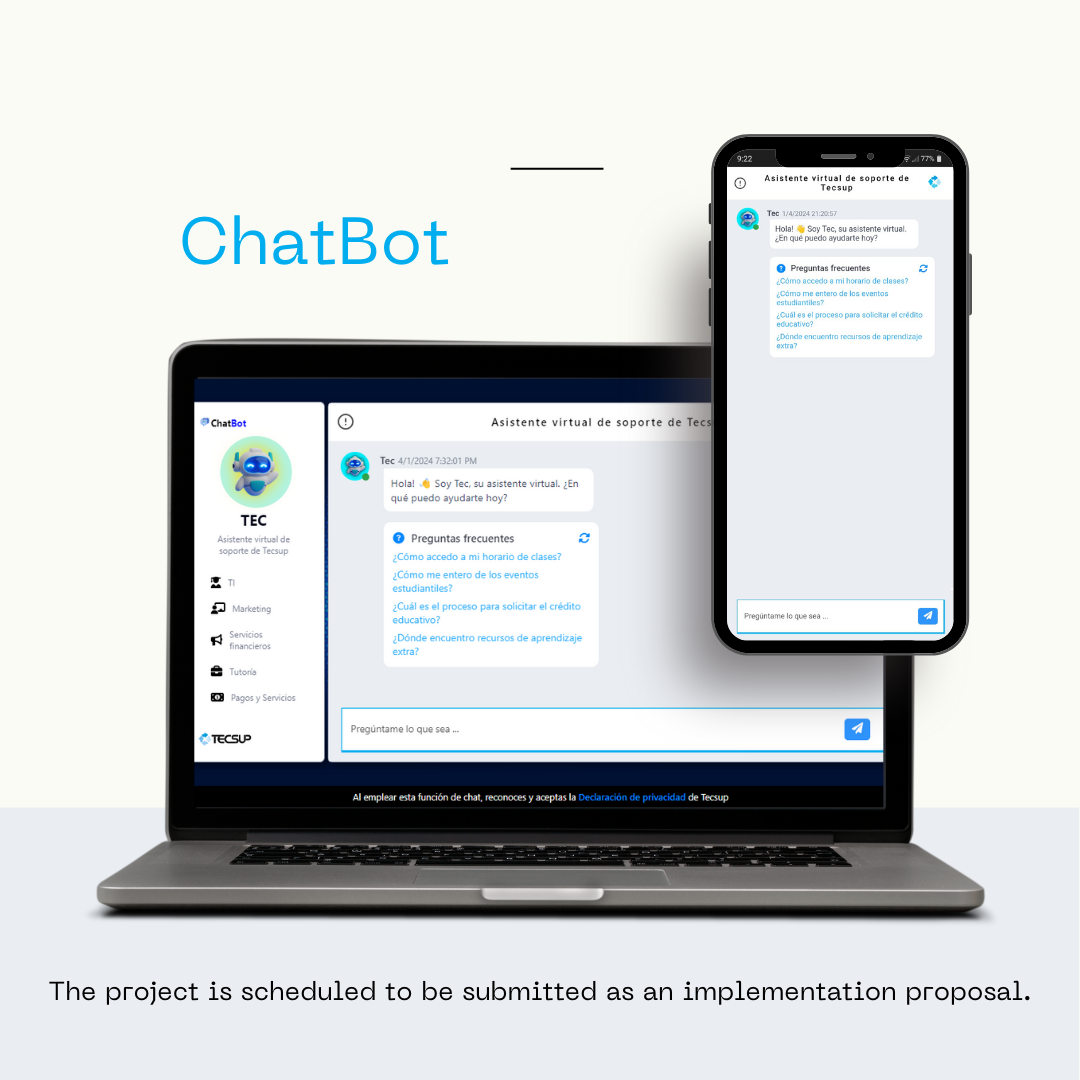 ChatBot
9:22
77%
Asistente virtual de soporte de
Tecsup
Tec 1/4/2024 21:20:57
Hola! 👋 Soy Tec, su asistente virtual.
¿En qué puedo ayudarte hoy?
Preguntas frecuentes
¿Cómo accedo a mi horario de clases?
¿Cómo me entero de los eventos
estudiantiles?
¿Cuál es el proceso para solicitar el crédito
educativo?
¿Dónde encuentro recursos de aprendizaje
extra?
Pregúntame lo que sea ...
ChatBot
TEC
Asistente virtual de
soporte de Tecsup
TI
Marketing
Servicios
financieros
Tutoría
Pagos y Servicios
TECSUP
Asistente virtual de soporte de Tecs
Tec 4/1/2024 7:32:01 PM
Hola! 👋 Soy Tec, su asistente virtual. ¿En
qué puedo ayudarte hoy?
Preguntas frecuentes
¿Cómo accedo a mi horario de clases?
¿Cómo me entero de los eventos
estudiantiles?
¿Cuál es el proceso para solicitar el crédito
educativo?
¿Dónde encuentro recursos de aprendizaje
extra?
Pregúntame lo que sea ...
Al emplear esta función de chat, reconoces y aceptas la Declaración de privacidad de Tecsup
The project is scheduled to be submitted as an implementation proposal.